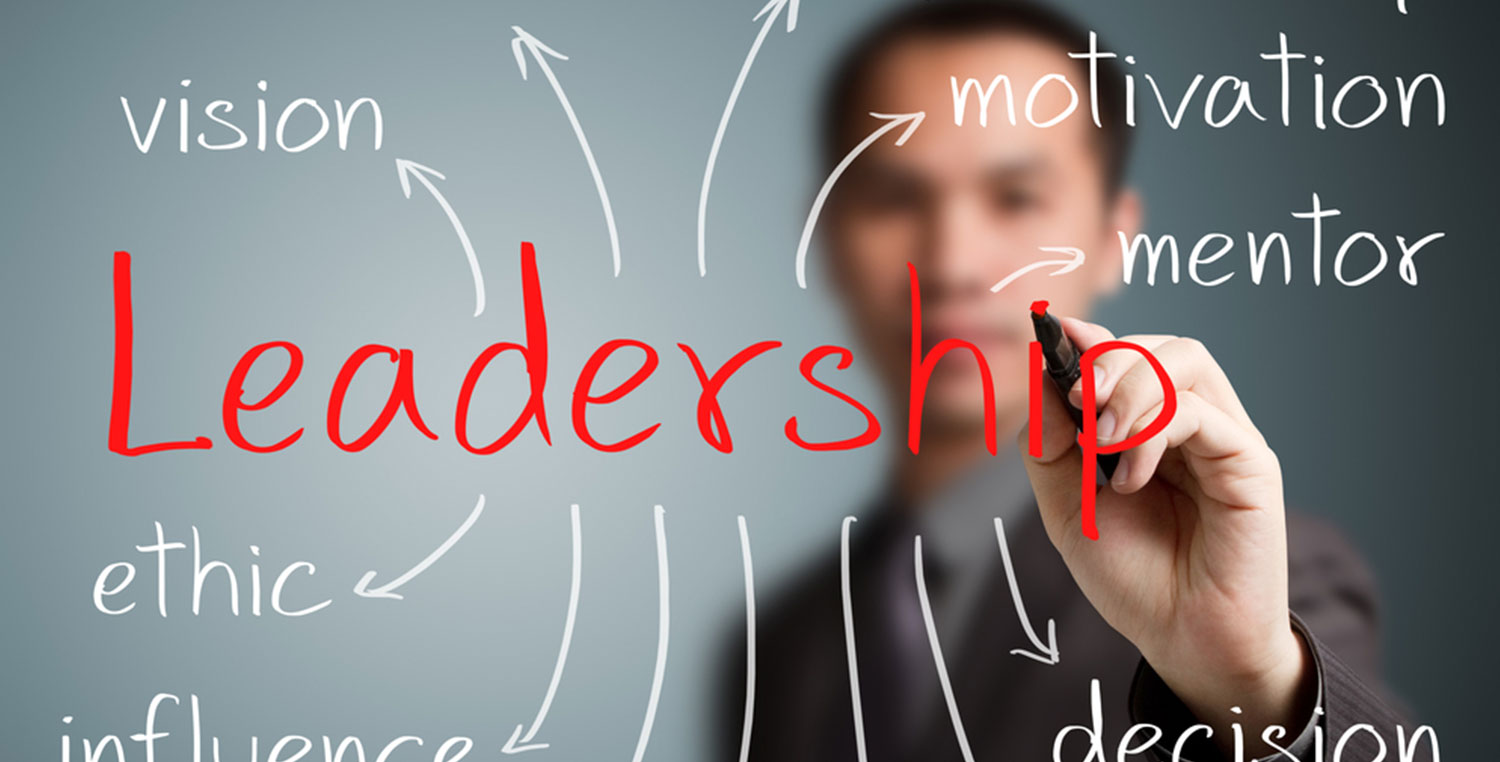 vision
motivation
mentor
Leadership
ethic
influence
decision